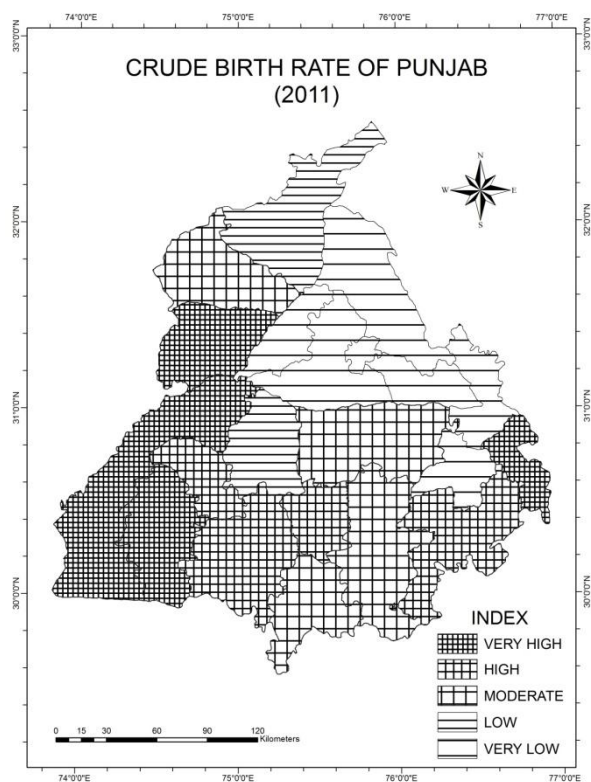 74°0'0"E 75°0'0"E 76°0'0"E 77°0'0"E
33°0'0"N 33°0'0"N
CRUDE BIRTH RATE OF PUNJAB
(2011)
N
W E
S
32°0'0"N 32°0'0"N
31°0'0"N 31°0'0"N
30°0'0"N 30°0'0"N
INDEX
VERY HIGH
HIGH
MODERATE
LOW
VERY LOW
0 15 30 60 90 120
Kilometers
74°0'0"E 75°0'0"E 76°0'0"E 77°0'0"E